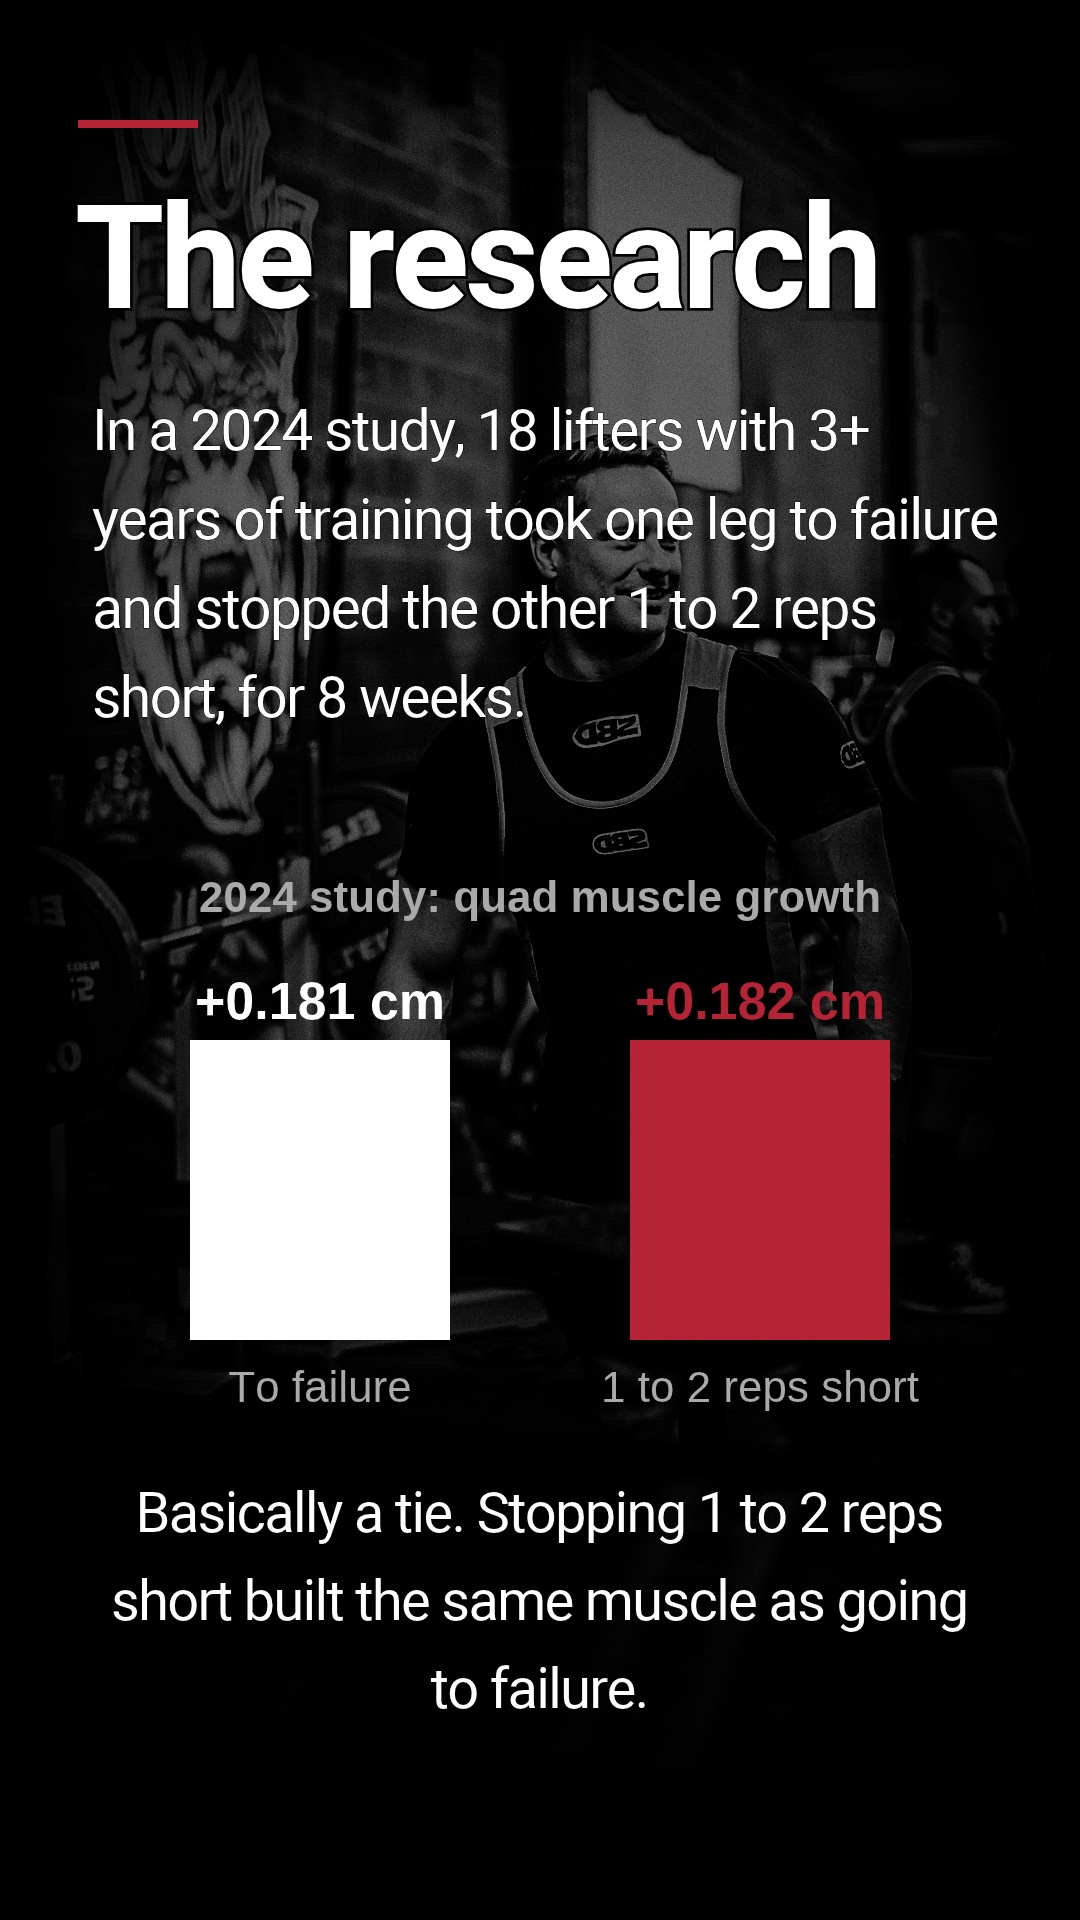 The research
In a 2024 study, 18 lifters with 3+
years of training took one leg to failure
and stopped the other 1 to 2 reps
short, for 8 weeks.
2024 study: quad muscle growth
+0.181 cm
+0.182 cm
To failure
1 to 2 reps short
Basically a tie. Stopping 1 to 2 reps
short built the same muscle as going
to failure.